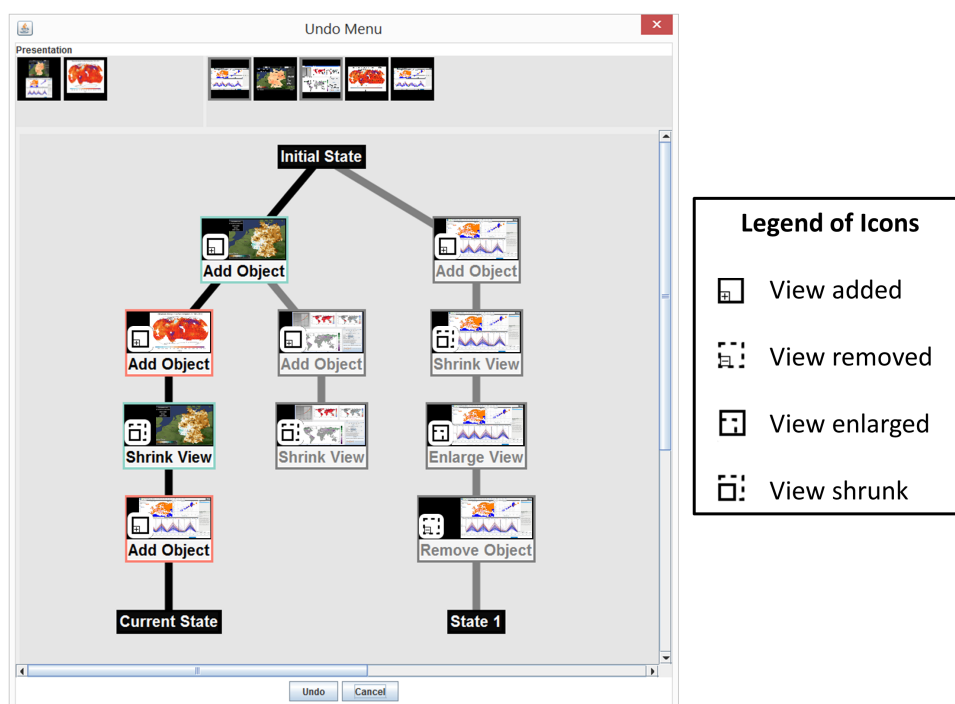 Undo Menu
Presentation
Initial State
Add Object
Add Object
Add Object
Add Object
Shrink View
Shrink View
Shrink View
Enlarge View
Add Object
Remove Object
Current State
State 1
Undo
Cancel
Legend of Icons
View added
View removed
View enlarged
View shrunk